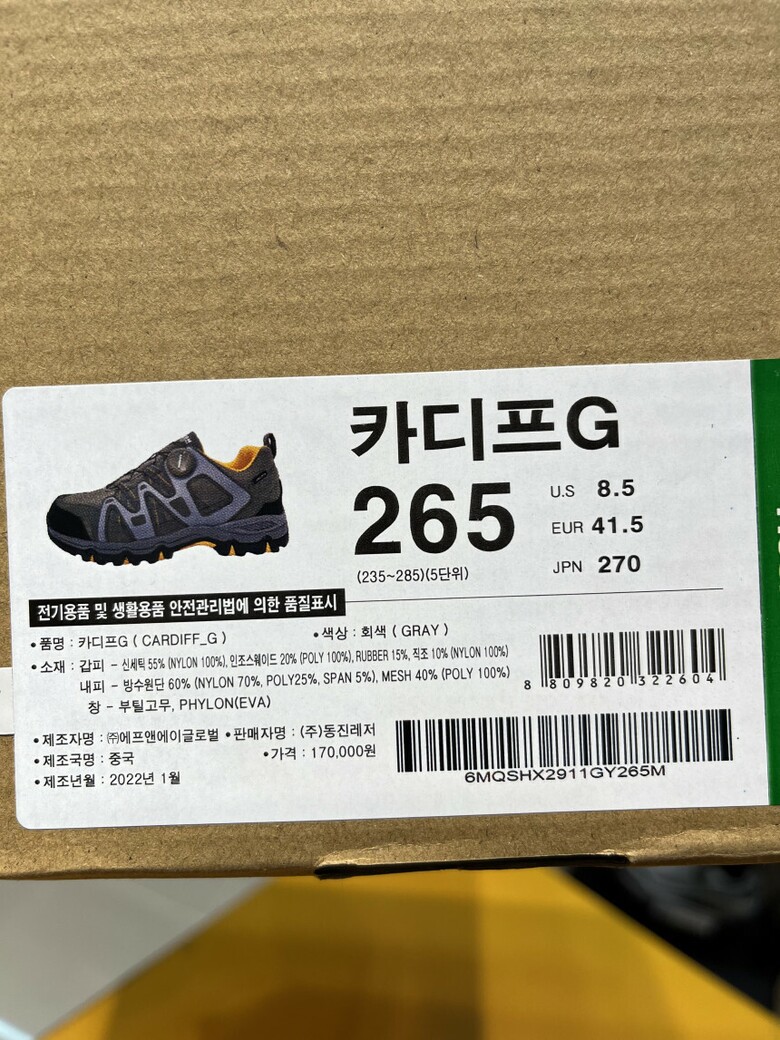 카디프G
265
U.S 8.5
EUR 41.5
JPN 270
(235~285)(5단위)
전기용품 및 생활용품 안전관리법에 의한 품질표시
• 품명 : 카디프G ( CARDIFF_G )
• 색상 : 회색 ( GRAY )
• 소재 : 갑피 - 신세틱 55% (NYLON 100%), 인조스웨이드 20% (POLY 100%), RUBBER 15%, 직조 10% (NYLON 100%)
내피 - 방수원단 60% (NYLON 70%, POLY25%, SPAN 5%), MESH 40% (POLY 100%)
창 - 부틸고무, PHYLON(EVA)
8 809820 322604
• 제조자명 : ㈜에프앤에이글로벌 • 판매자명 : (주)동진레저
• 제조국명 : 중국
• 가격 : 170,000원
• 제조년월 : 2022년 1월
6MQSHX2911GY265M